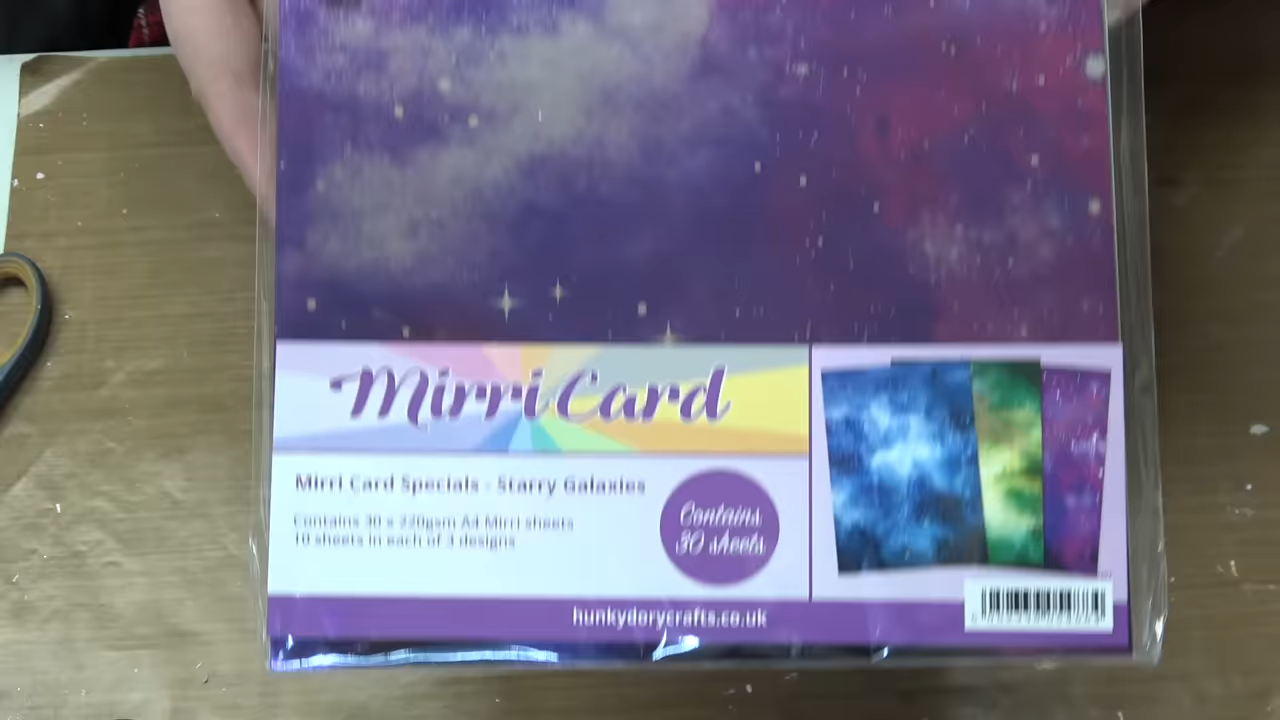 Mirri Card
Mirri Card Specials - Starry Galaxies
Contains 30 x 220gsm A4 Mirri sheets
10 sheets in each of 3 designs
Contains
30 sheets
hunkydorycrafts.co.uk